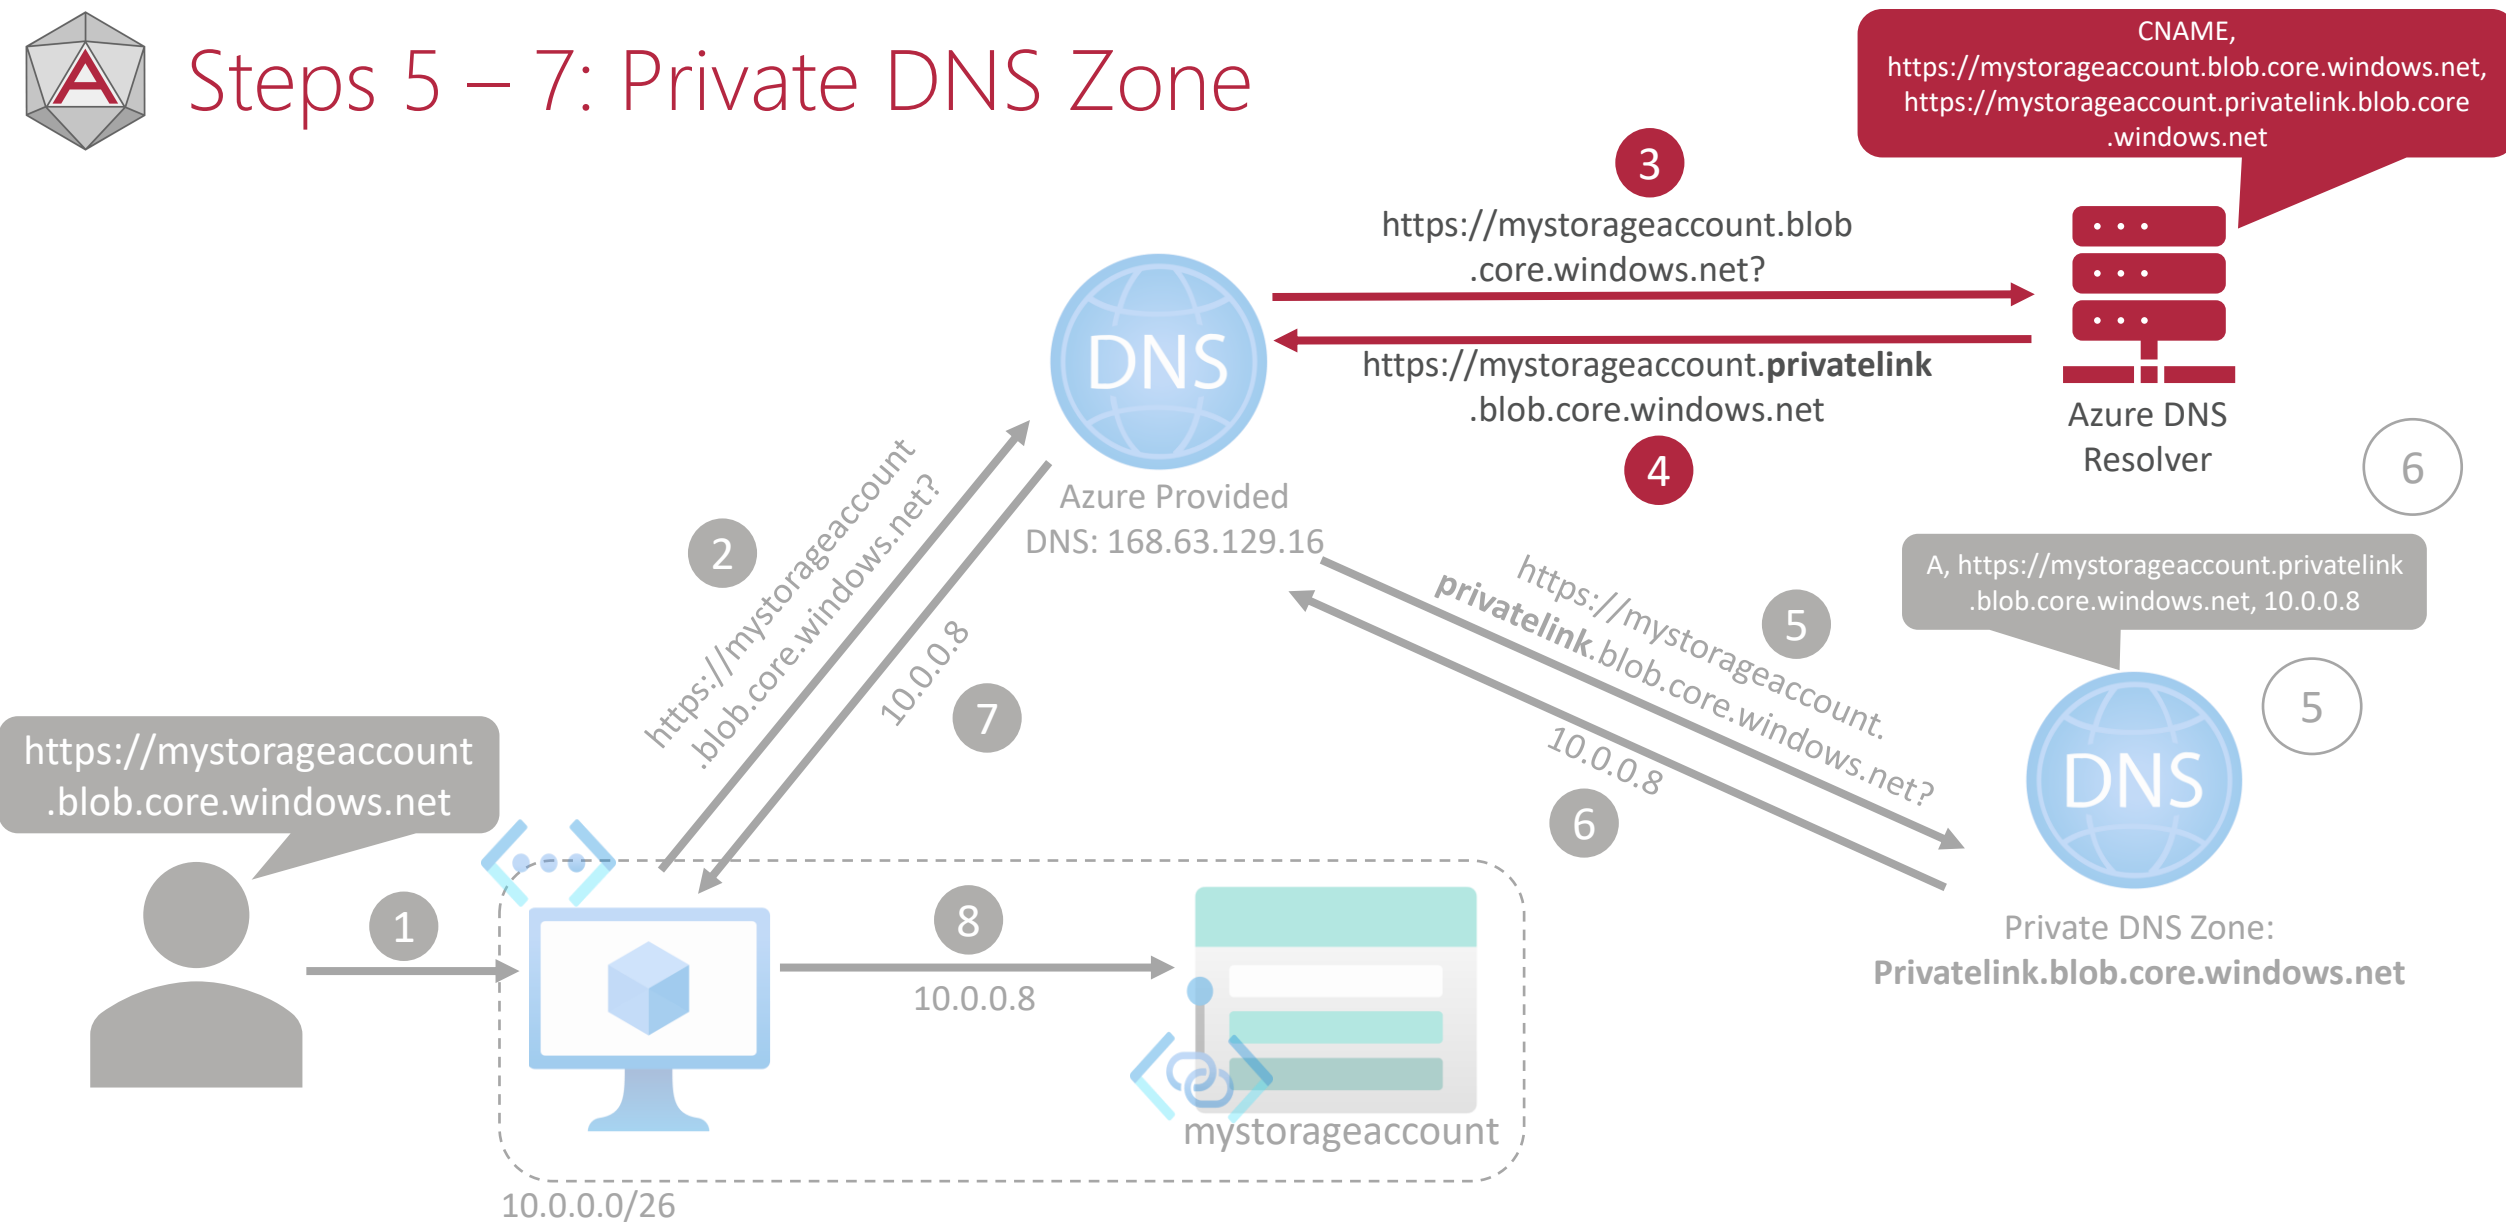 A
Steps 5 – 7: Private DNS Zone
CNAME,
https://mystorageaccount.blob.core.windows.net,
https://mystorageaccount.privatelink.blob.core
.windows.net
3
https://mystorageaccount.blob
.core.windows.net?
DNS
https://mystorageaccount.privatelink
.blob.core.windows.net
4
Azure DNS
Resolver
6
Azure Provided
DNS: 168.63.129.16
2
https://mystorageaccount
.blob.core.windows.net?
10.0.0.8
7
https://mystorageaccount.
privatelink.blob.core.windows.net?
5
10.0.0.8
6
A, https://mystorageaccount.privatelink
.blob.core.windows.net, 10.0.0.8
5
DNS
Private DNS Zone:
Privatelink.blob.core.windows.net
https://mystorageaccount
.blob.core.windows.net
1
8
10.0.0.8
mystorageaccount
10.0.0.0/26